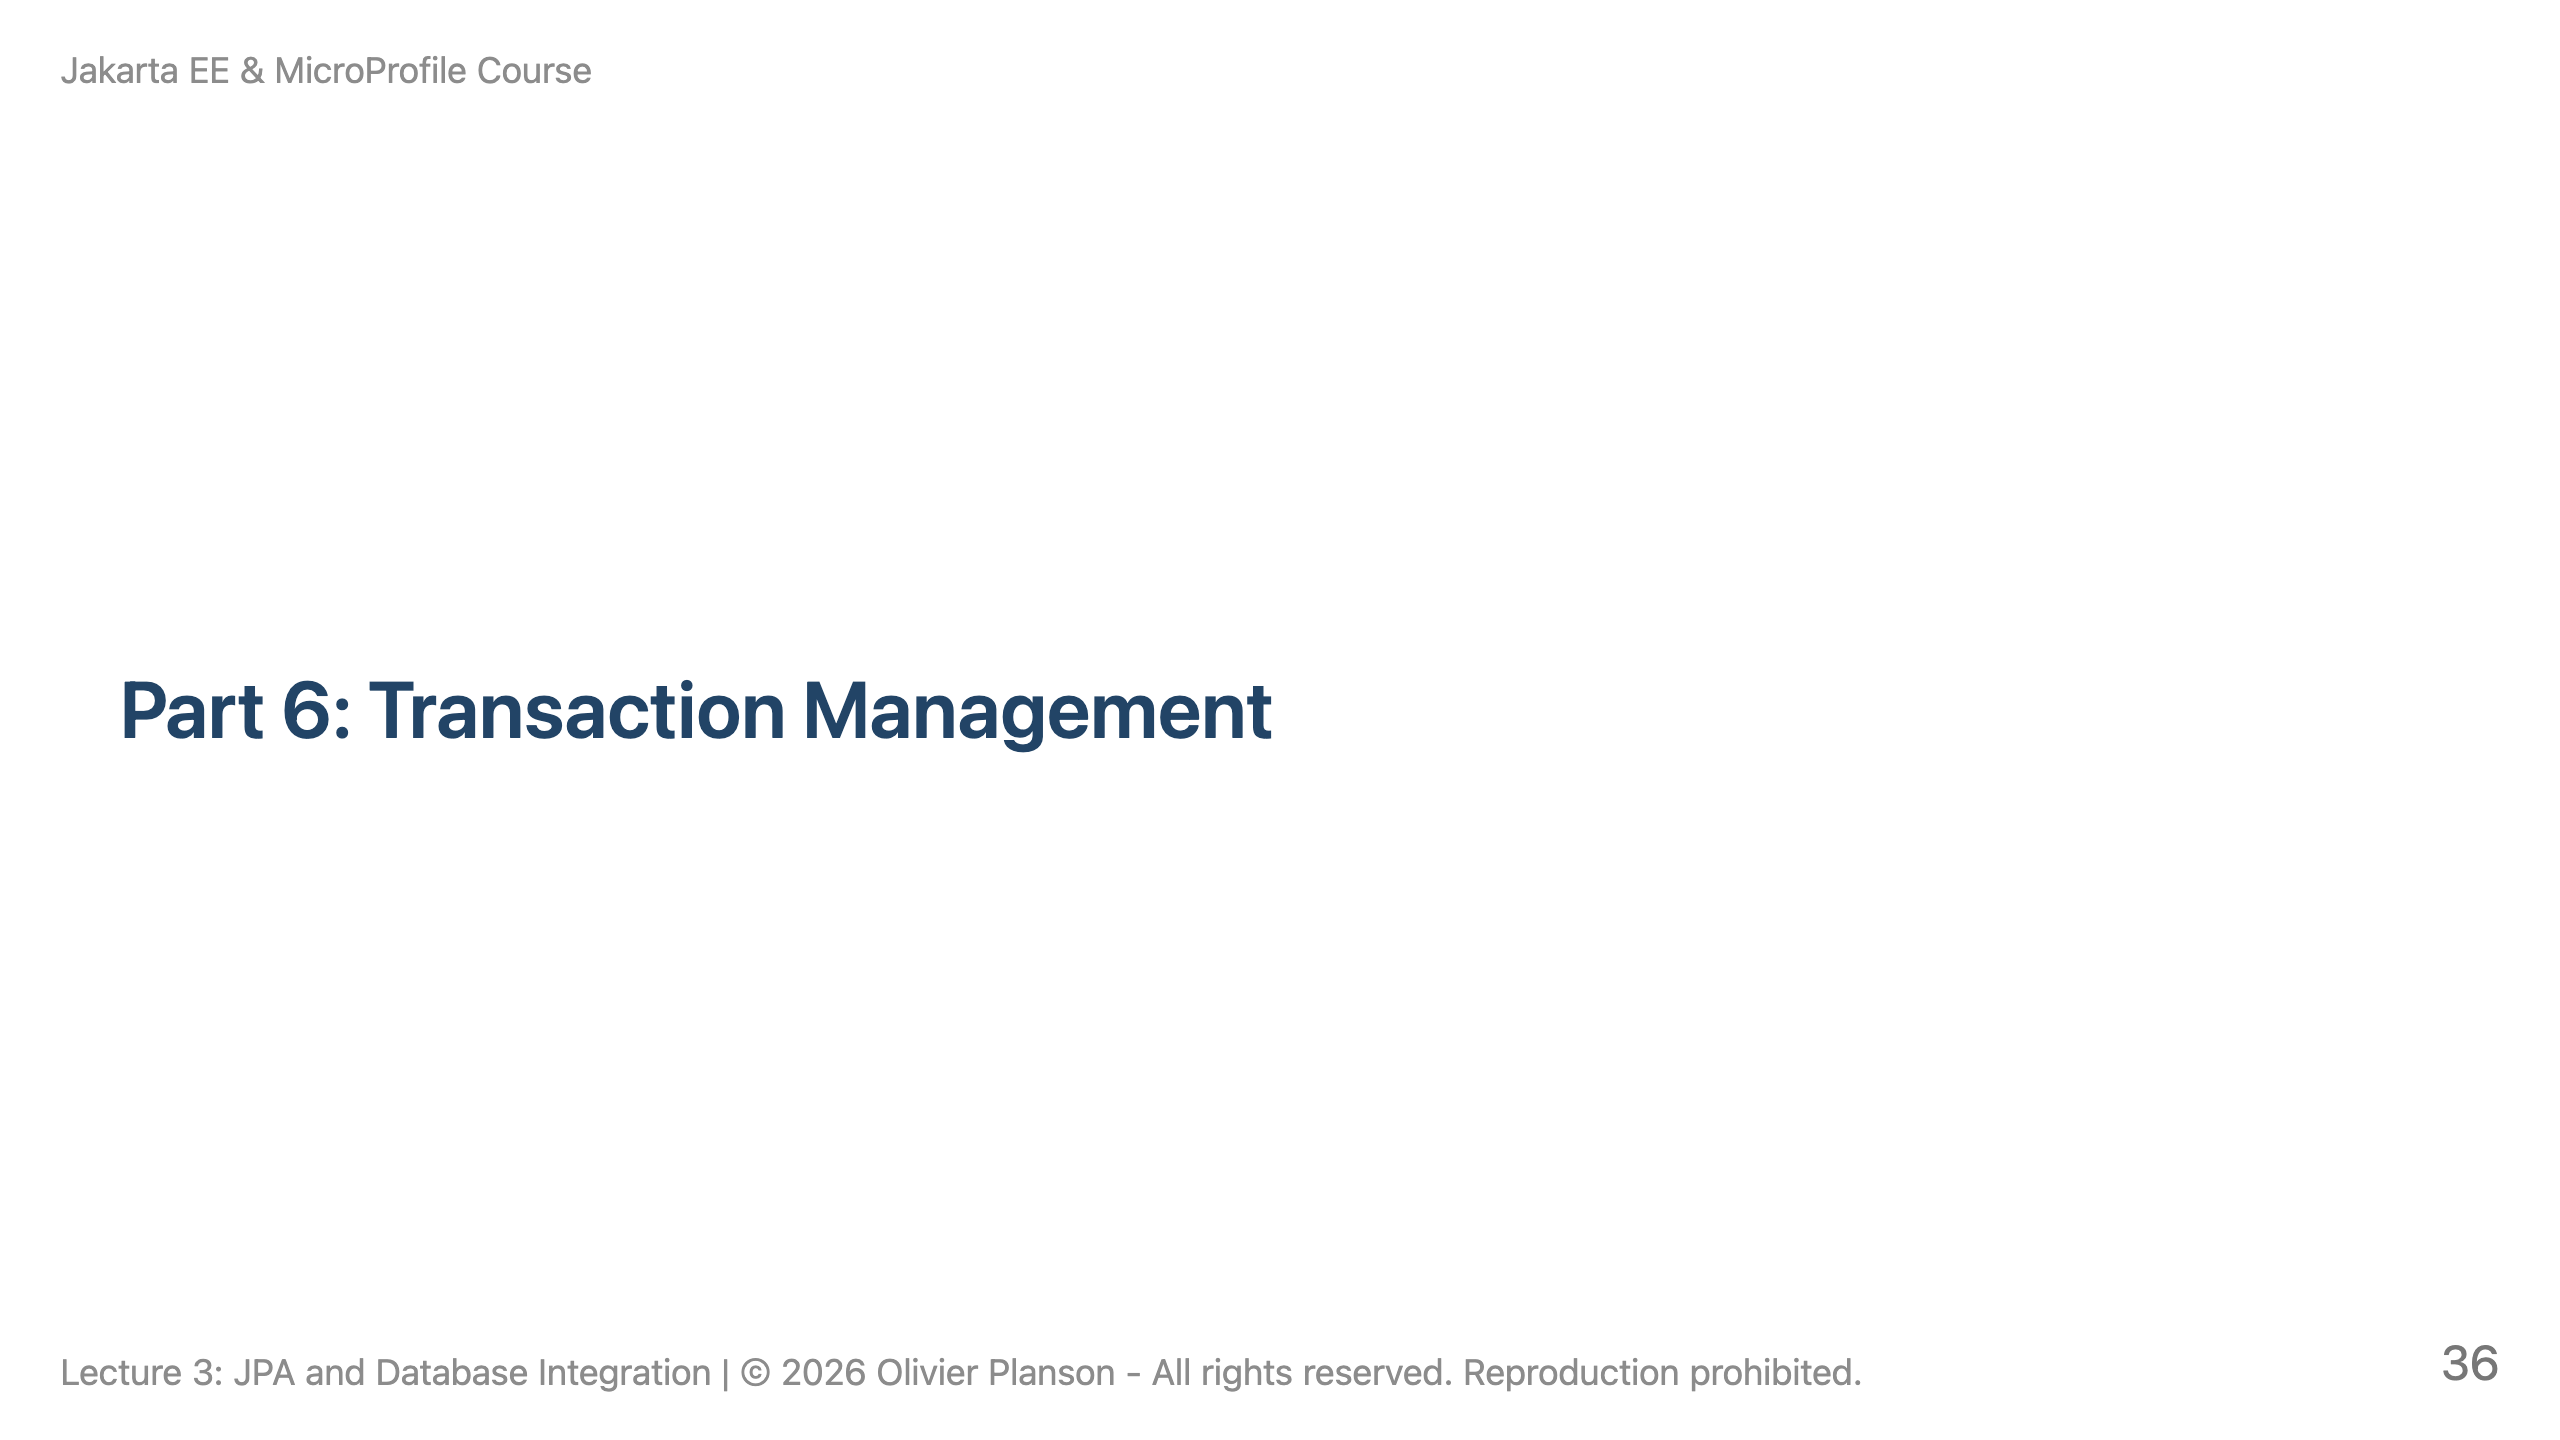 Jakarta EE & MicroProfile Course
Part 6: Transaction Management
Lecture 3: JPA and Database Integration | © 2026 Olivier Planson - All rights reserved. Reproduction prohibited.
36